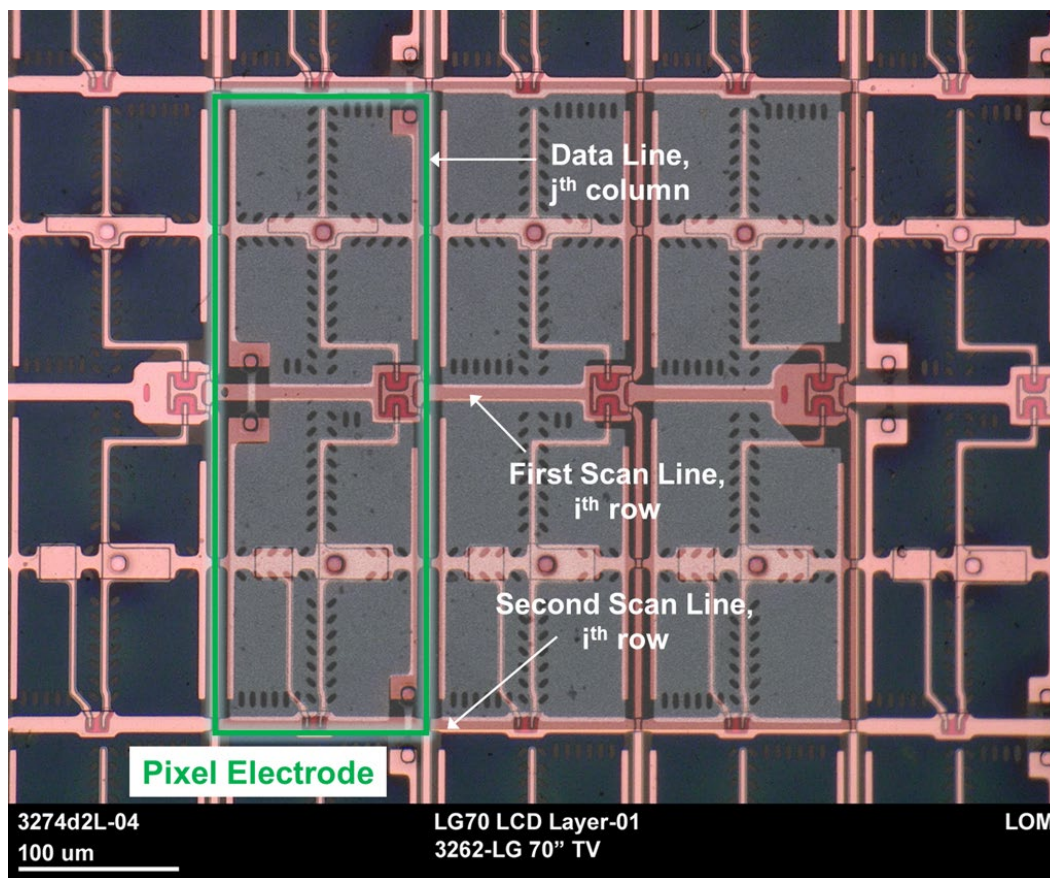 Data Line,
jth column
First Scan Line,
ith row
Second Scan Line,
ith row
Pixel Electrode
3274d2L-04
LG70 LCD Layer-01
LOM
100 um
3262-LG 70” TV